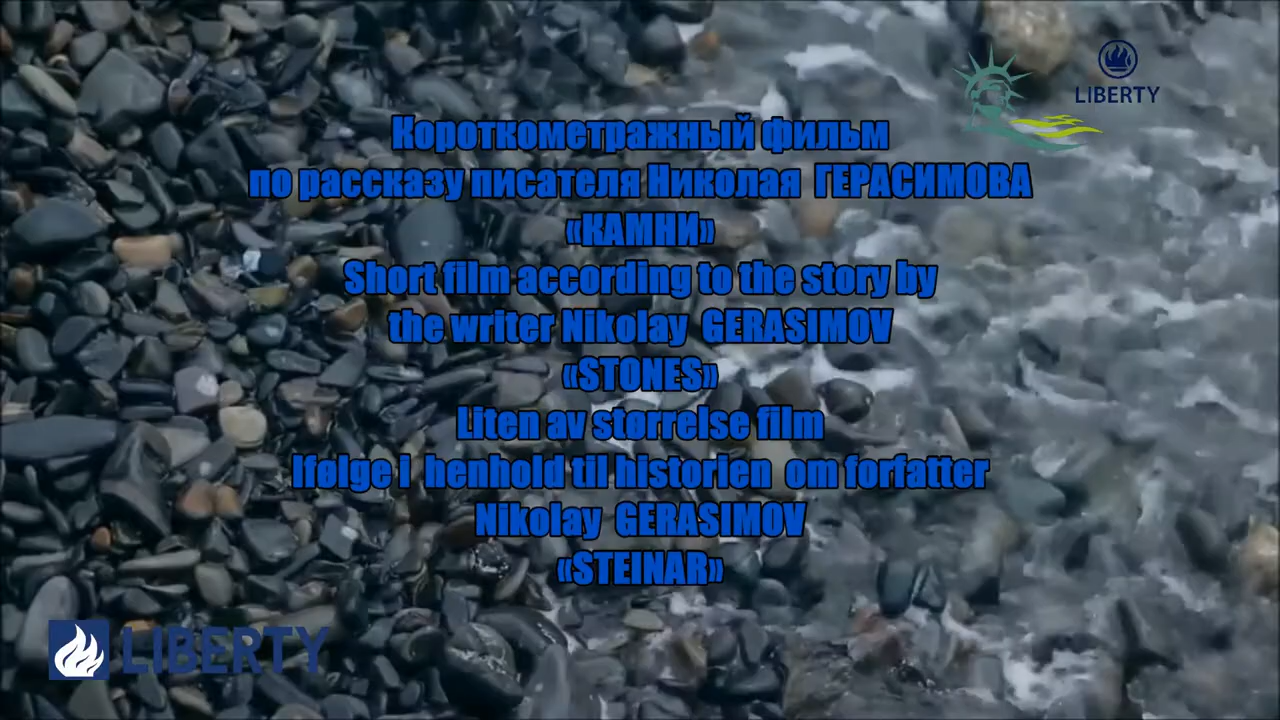 LIBERTY
Короткометражный фильм
по рассказу писателя Николая ГЕРАСИМОВА
«КАМНИ»
Short film according to the story by
the writer Nikolay GERASIMOV
«STONES»
Liten av størrelse film
Ifølge i henhold til historien om forfatter
Nikolay GERASIMOV
«STEINAR»
LIBERTY